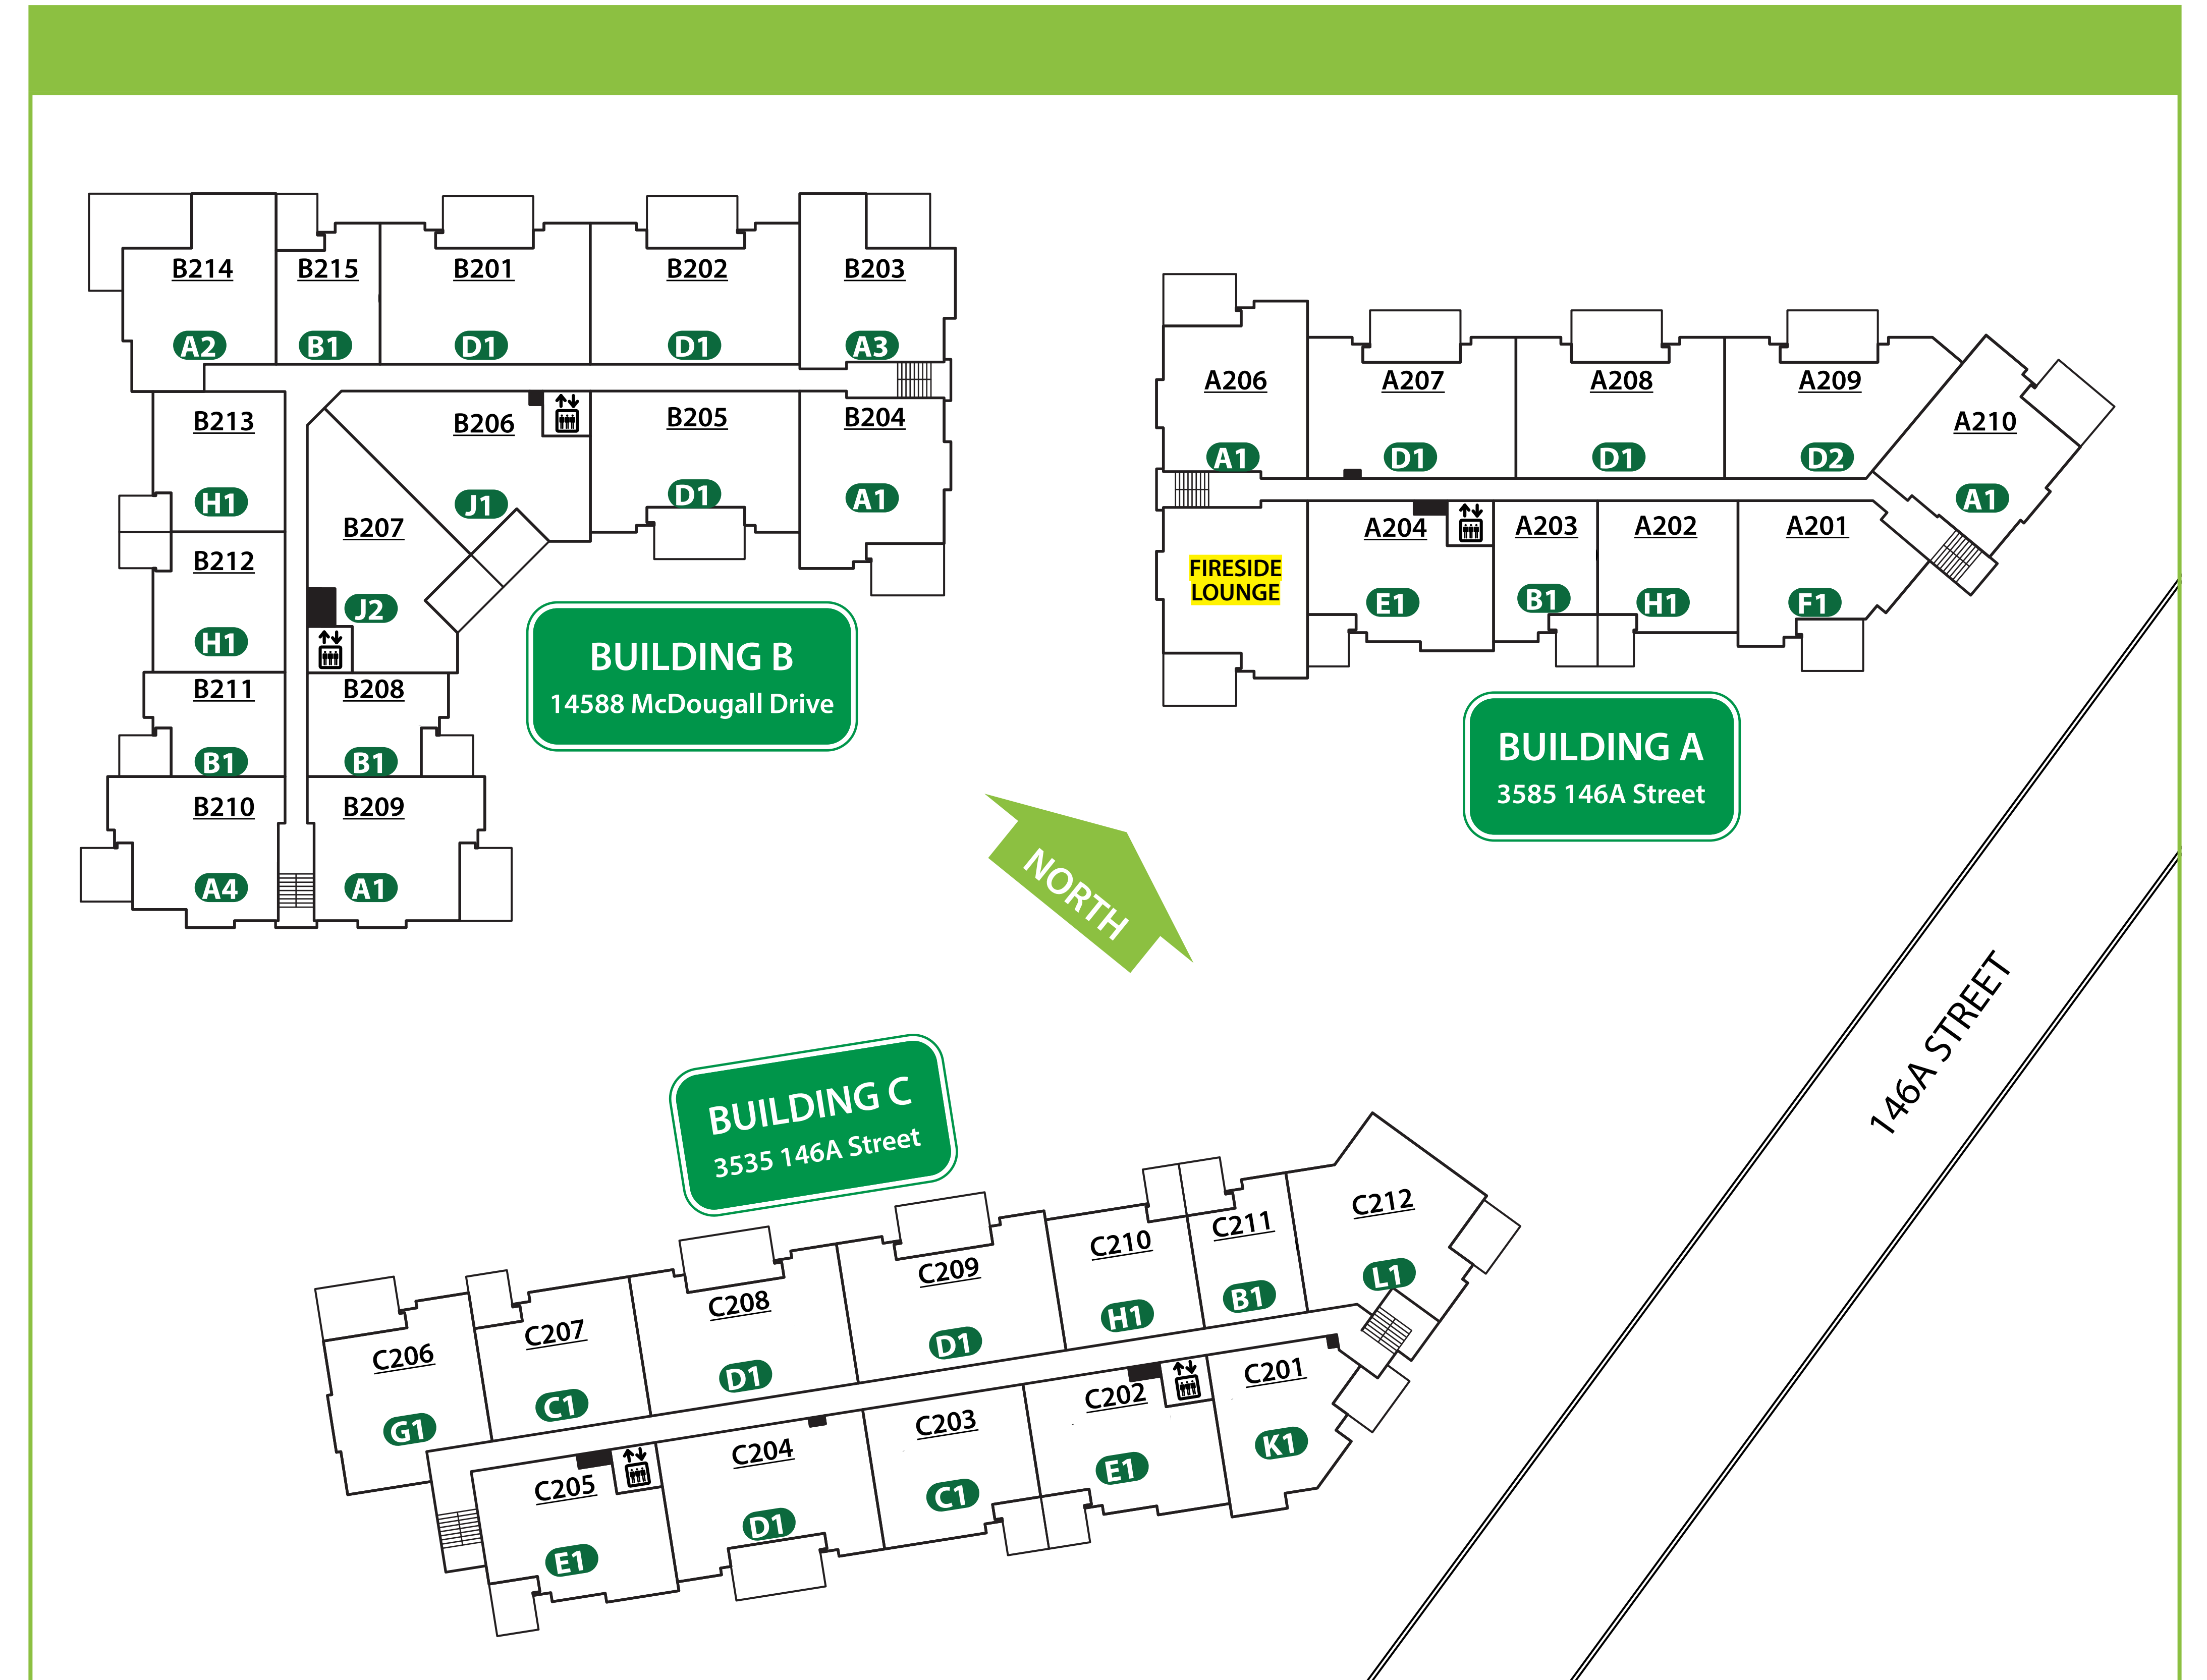 B214
B215
B201
B202
B203
A2
B1
D1
D1
A3
B213
B206
B205
B204
H1
J1
D1
A1
B212
B207
H1
J2
B211
B208
B1
B1
B210
B209
A4
A1
BUILDING B
14588 McDougall Drive
A206
A207
A208
A209
A210
A1
D1
D1
D2
A1
FIRESIDE
LOUNGE
A204
A203
A202
A201
E1
B1
H1
F1
BUILDING A
3585 146A Street
NORTH
146A STREET
BUILDING C
3535 146A Street
C206
C207
C208
C209
C210
C211
C212
G1
C1
D1
D1
H1
B1
L1
C205
C204
C203
C202
C201
E1
D1
C1
E1
K1